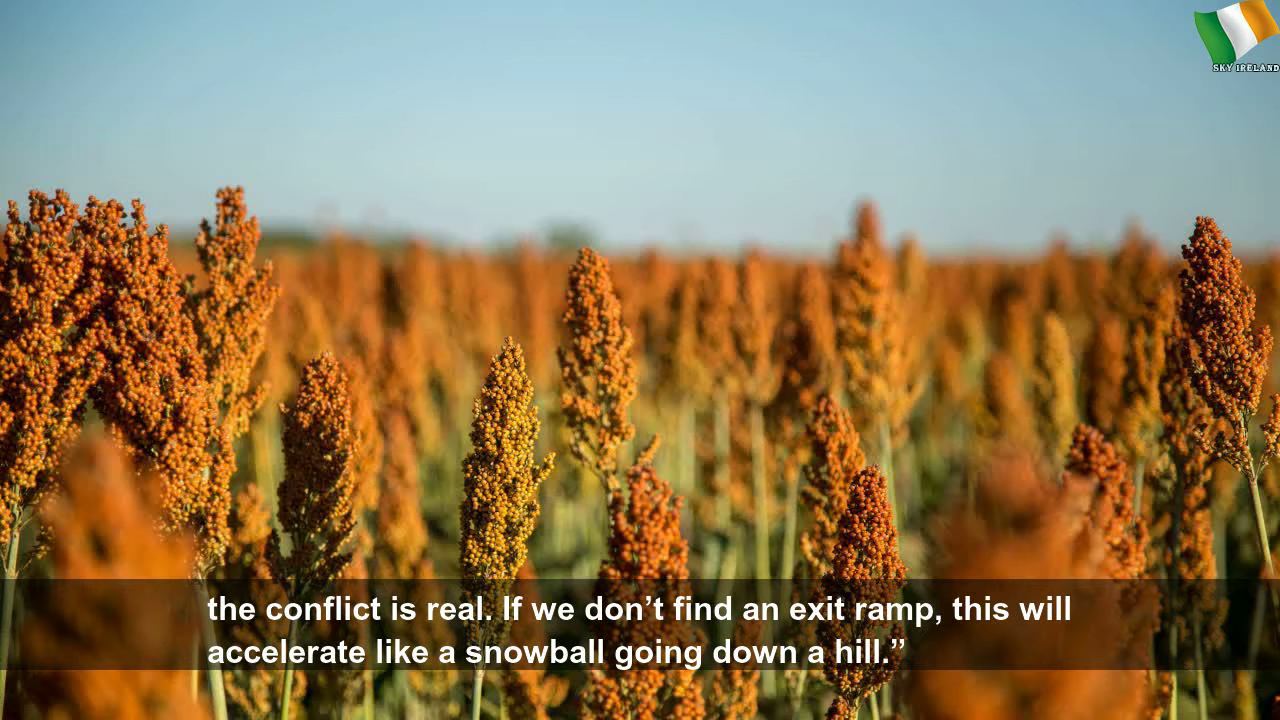 SKY IRELAND
the conflict is real. If we don’t find an exit ramp, this will
accelerate like a snowball going down a hill.”